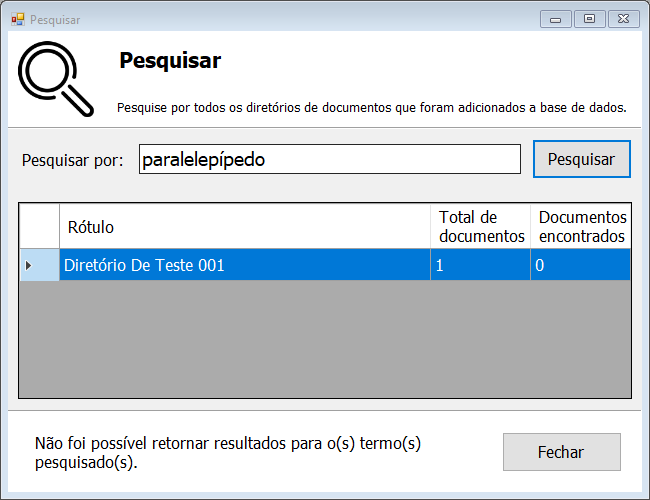 Pesquisar
Pesquisar
Pesquise por todos os diretórios de documentos que foram adicionados a base de dados.
Pesquisar por: paralelepípedo Pesquisar
Rótulo
Total de documentos
Documentos encontrados
Diretório De Teste 001 1 0
Não foi possível retornar resultados para o(s) termo(s)
pesquisado(s).
Fechar